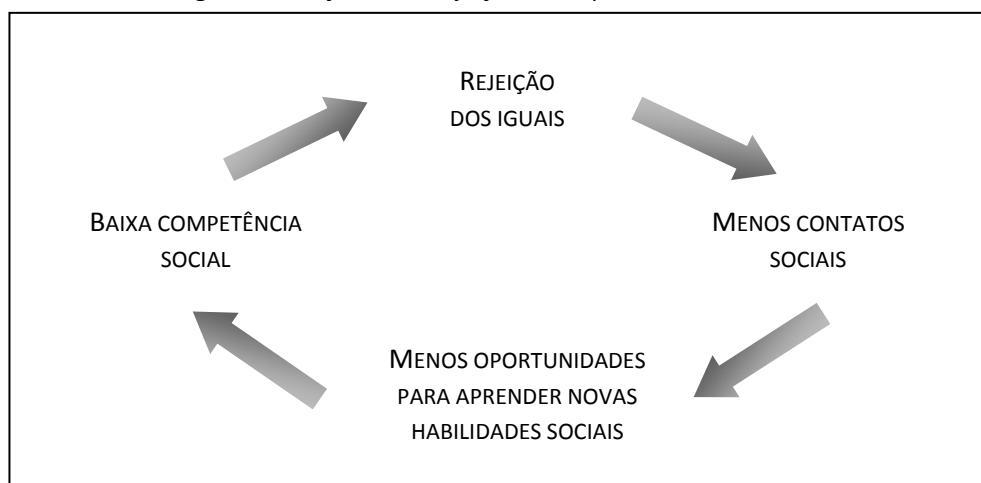 REJEIÇÃO
DOS IGUAIS
BAIXA COMPETÊNCIA
SOCIAL
MENOS CONTATOS
SOCIAIS
MENOS OPORTUNIDADES
PARA APRENDER NOVAS
HABILIDADES SOCIAIS